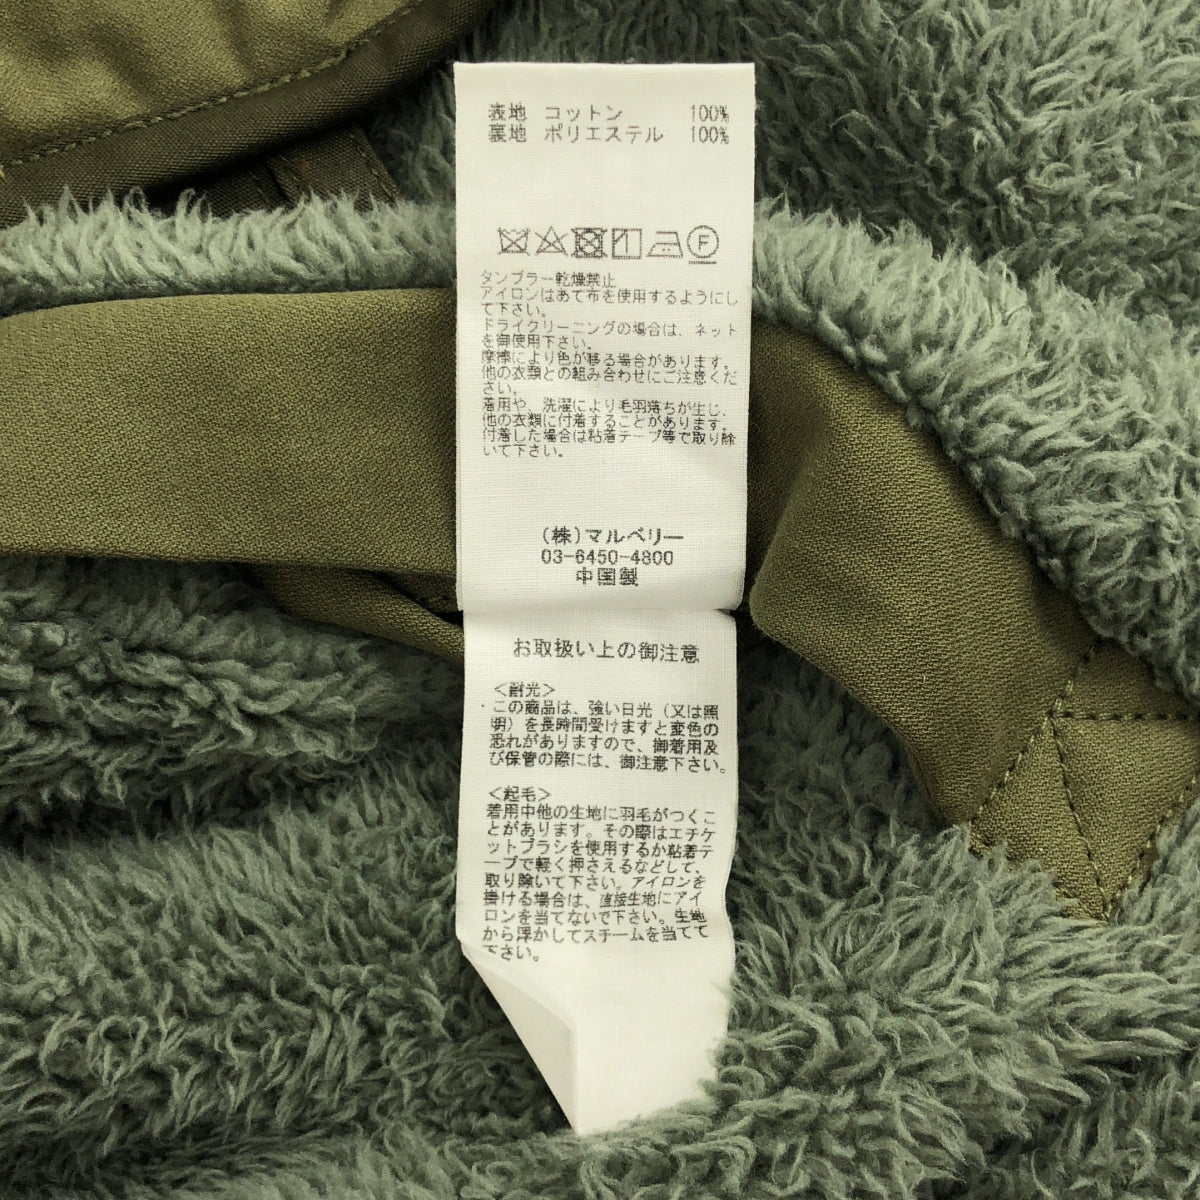 表地 コットン 100%
裏地 ポリエステル 100%
F
タンブラー乾燥禁止
アイロンはあて布を使用するようにし
て下さい。
ドライクリーニングの場合は、ネット
を御使用下さい。
摩擦により色が移る場合があります。
他の衣類との組み合わせにご注意くだ
さい。
着用や、洗濯により毛羽落ちが生じ、
他の衣類に付着することがあります。
付着した場合は粘着テープ等で取り除
いて下さい。
(株)マルベリー
03-6450-4800
中国製
お取扱い上の御注意
<耐光>
・この商品は、強い日光(又は照
明)を長時間受けますと変色の
恐れがありますので、御着用及
び保管の際には、御注意下さい。
<起毛>
着用中他の生地に羽毛がつくこ
とがあります。その際はエチケ
ットブラシを使用するか粘着テ
ープで軽く押さえるなどして、
取り除いて下さい。アイロンを
掛ける場合は、直接生地にアイ
ロンを当てないで下さい。生地
から浮かしてスチームを当てて
下さい。